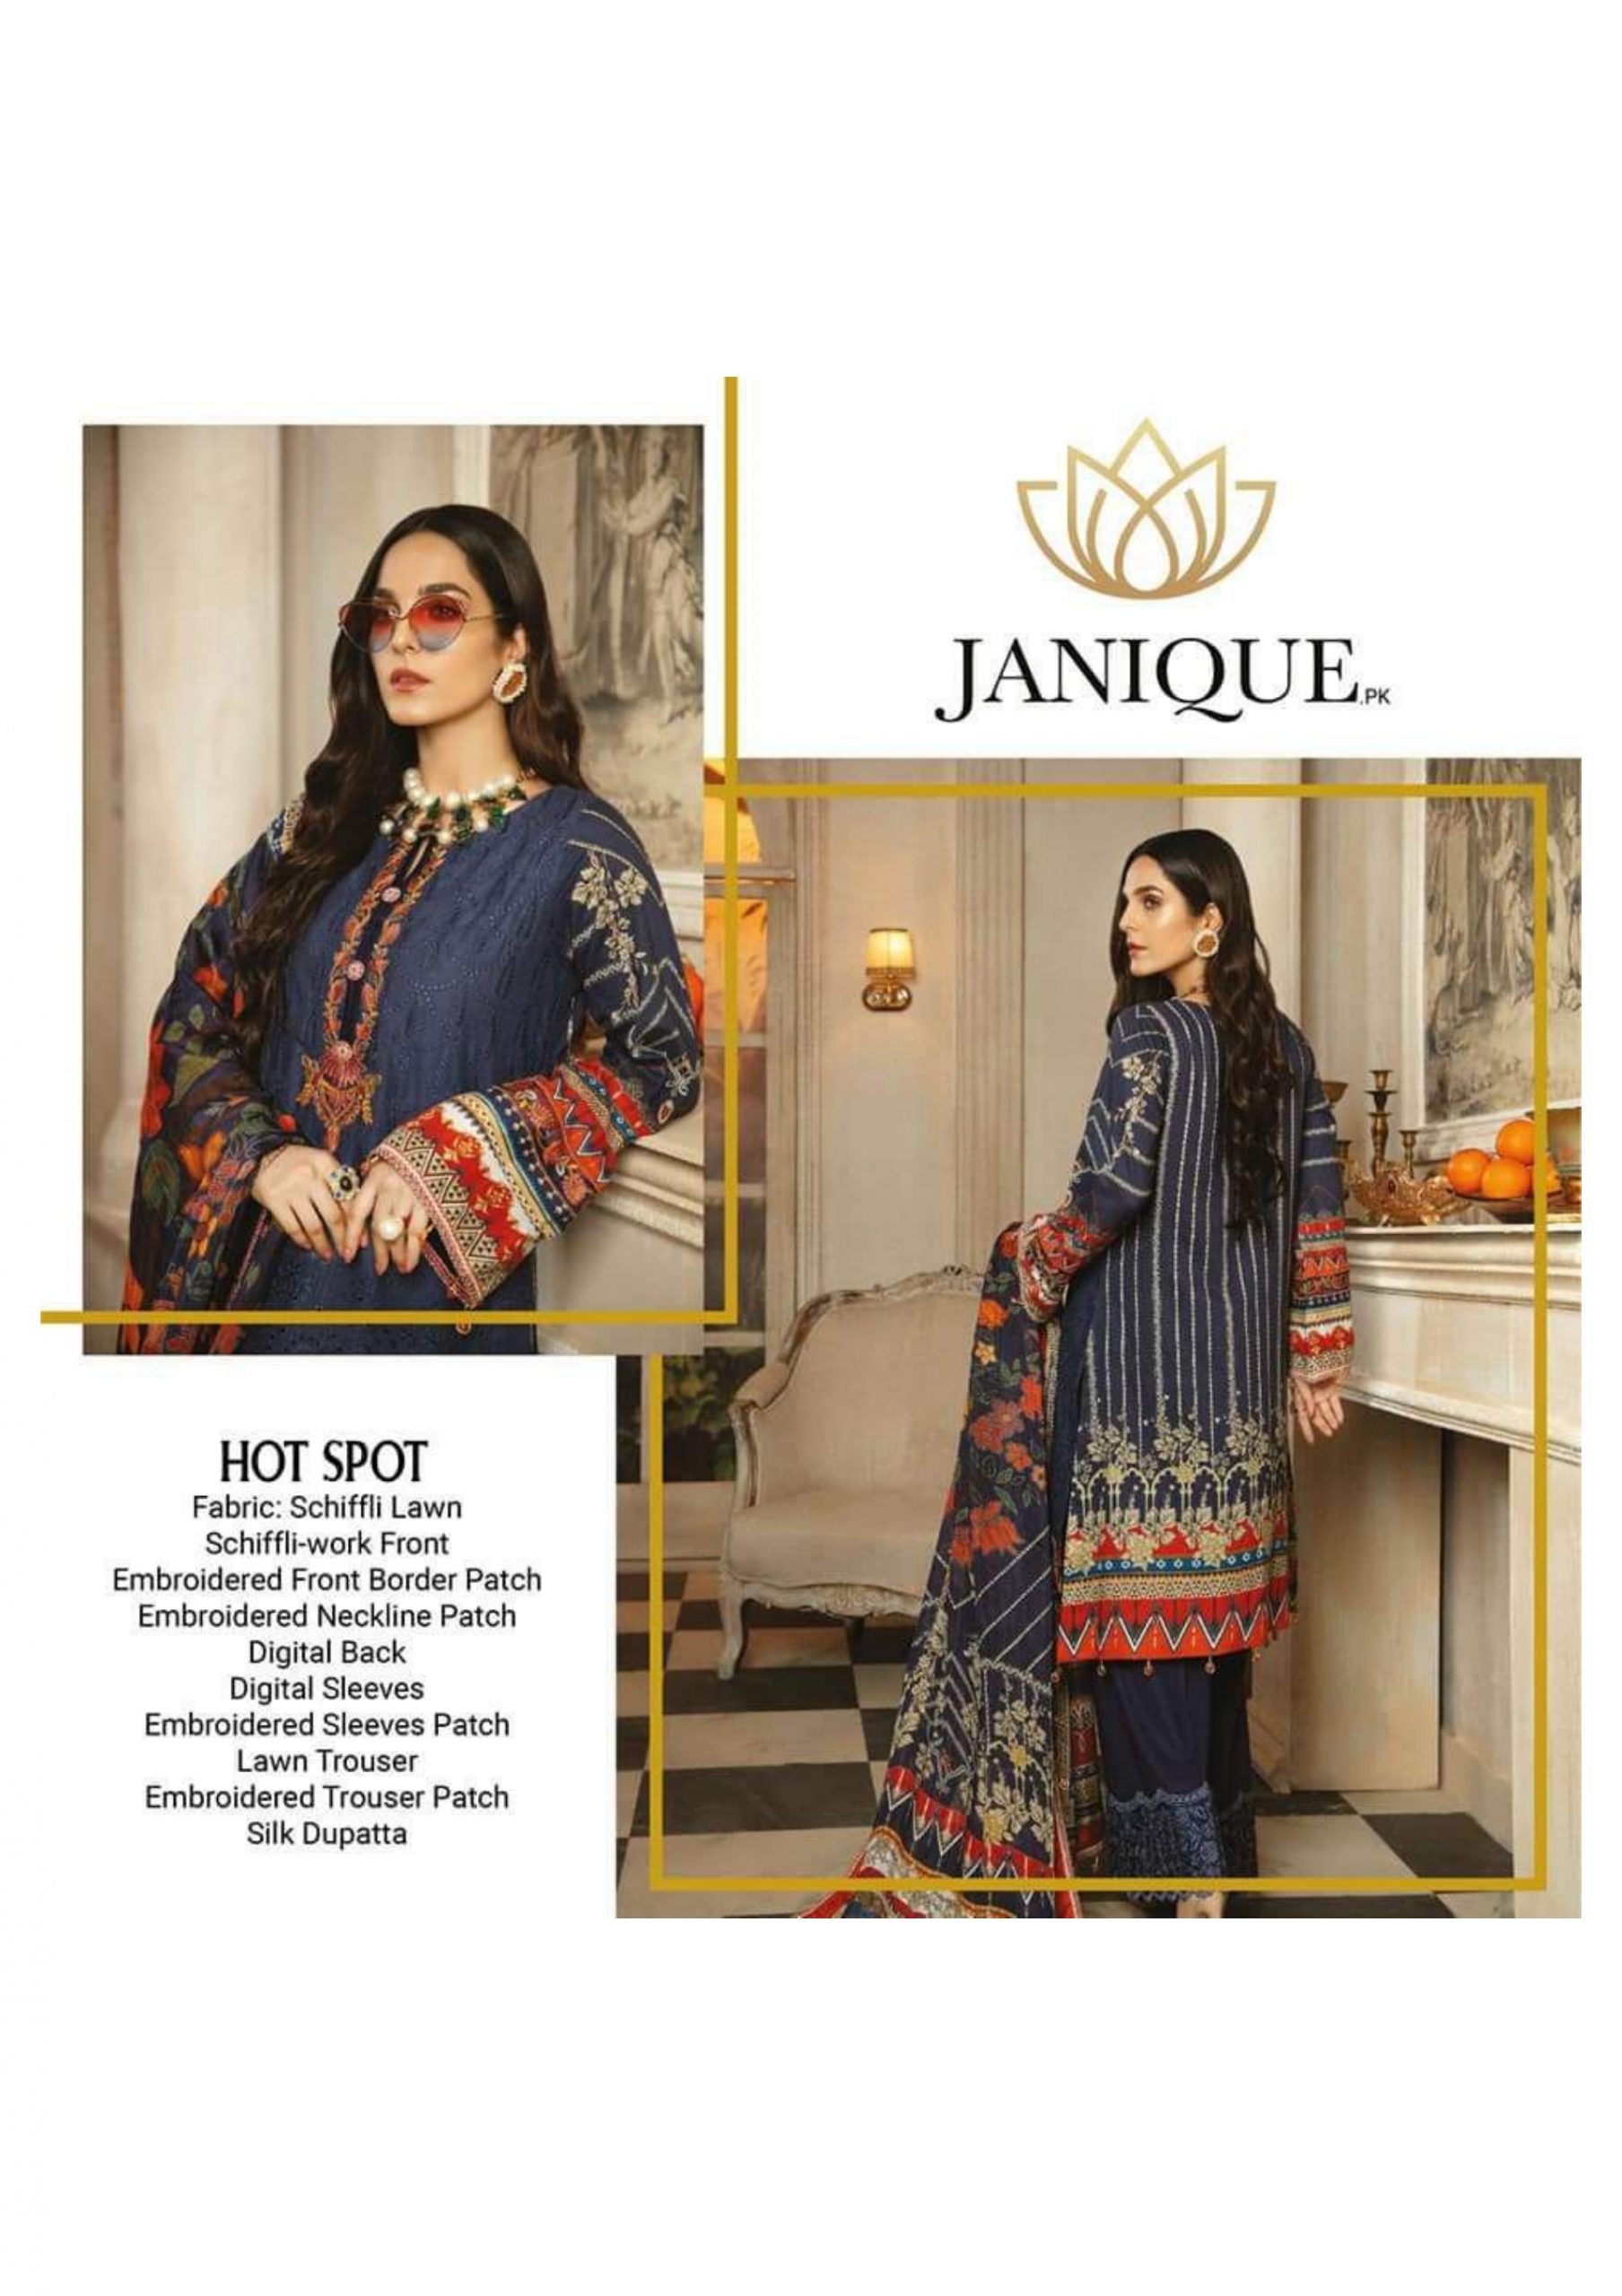 JANIQUE.PK
HOT SPOT
Fabric: Schiffli Lawn
Schiffli-work Front
Embroidered Front Border Patch
Embroidered Neckline Patch
Digital Back
Digital Sleeves
Embroidered Sleeves Patch
Lawn Trouser
Embroidered Trouser Patch
Silk Dupatta